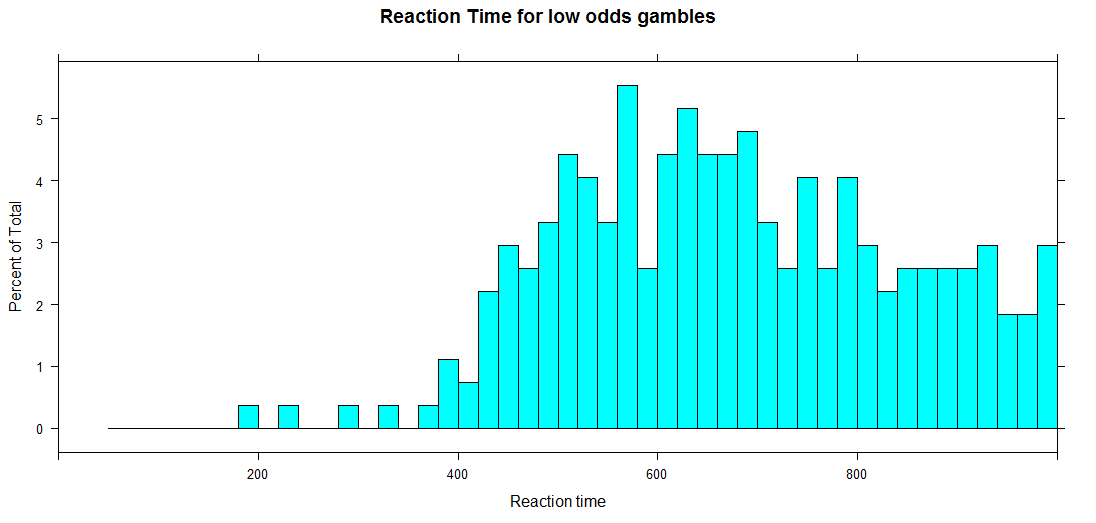 Reaction Time for low odds gambles
Percent of Total
5
4
3
2
1
0
200 400 600 800
Reaction time